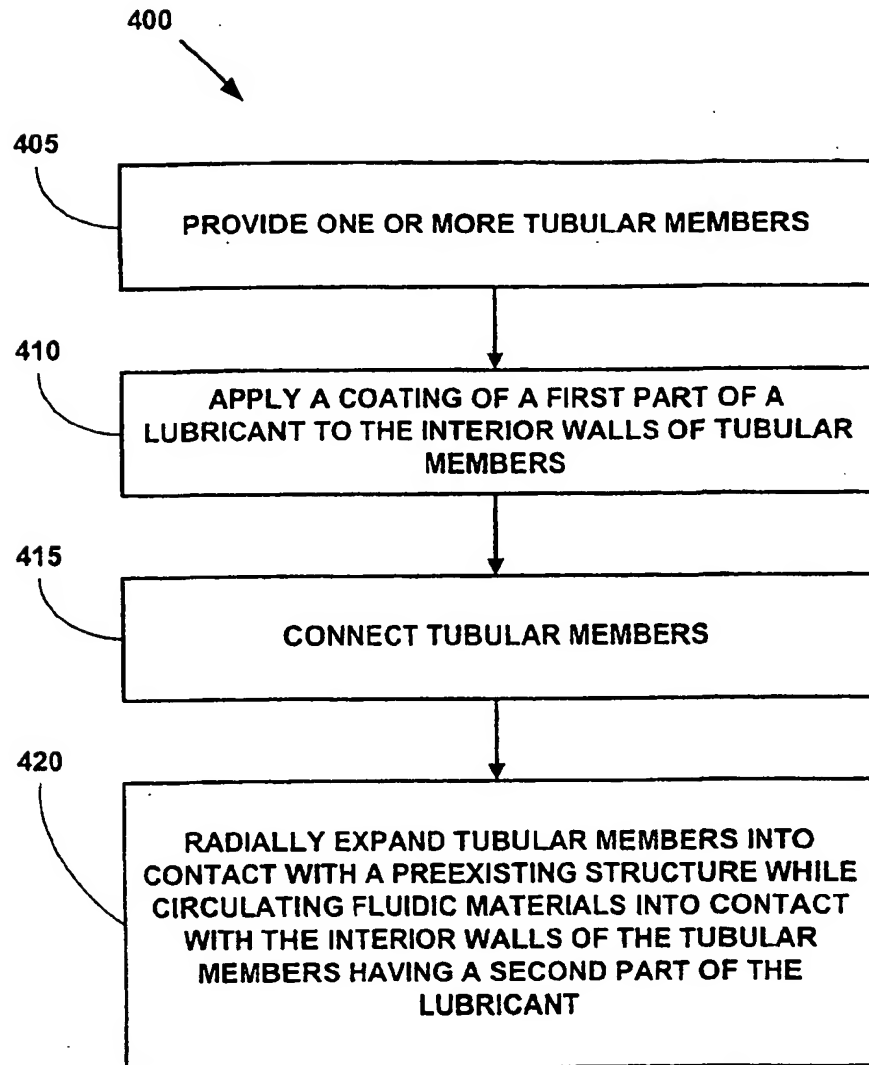 400
405
PROVIDE ONE OR MORE TUBULAR MEMBERS
410
APPLY A COATING OF A FIRST PART OF A
LUBRICANT TO THE INTERIOR WALLS OF TUBULAR
MEMBERS
415
CONNECT TUBULAR MEMBERS
420
RADIALLY EXPAND TUBULAR MEMBERS INTO
CONTACT WITH A PREEXISTING STRUCTURE WHILE
CIRCULATING FLUIDIC MATERIALS INTO CONTACT
WITH THE INTERIOR WALLS OF THE TUBULAR
MEMBERS HAVING A SECOND PART OF THE
LUBRICANT